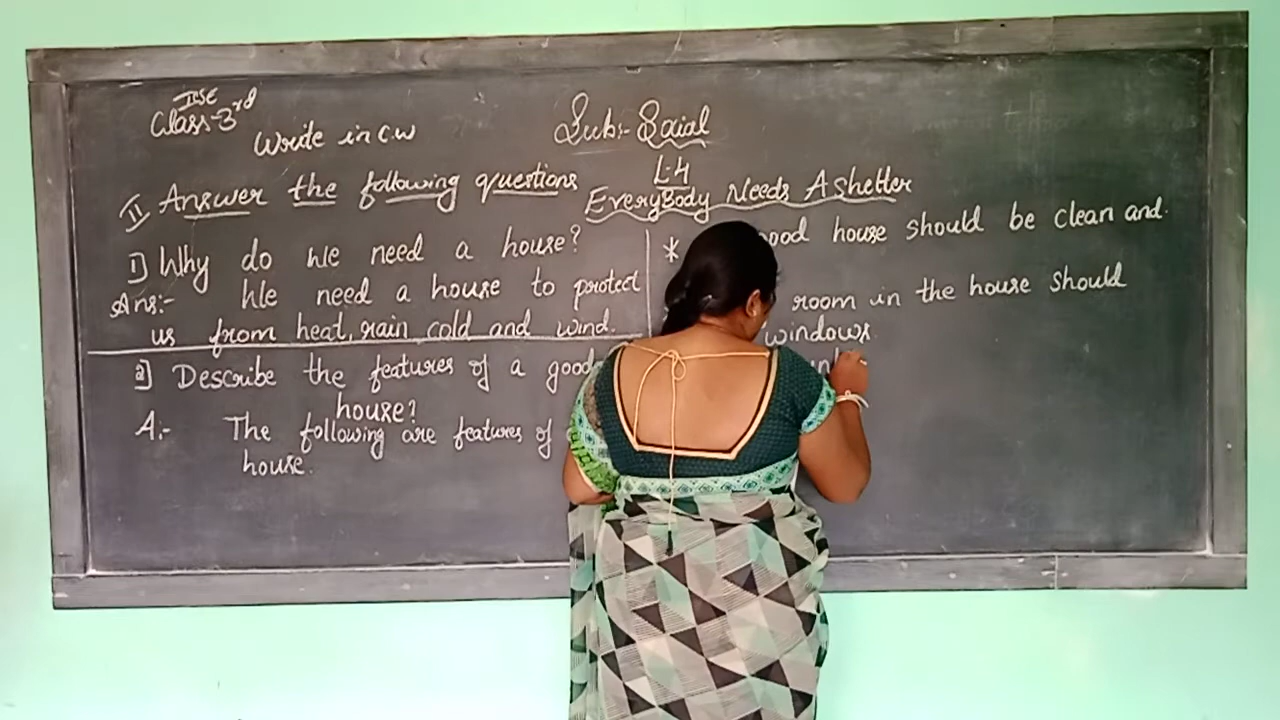 ICSE
Class-3rd
Write in C.W
Sub:- Soial
L.4
EveryBody Needs A shelter
II Answer the following questions
1] Why do We need a house?
Ans:- We need a house to protect
us from heat, rain cold and wind.
2] Describe the features of a good
house?
A:- The following are features of
house.
* good house should be clean and
room in the house should
windows.